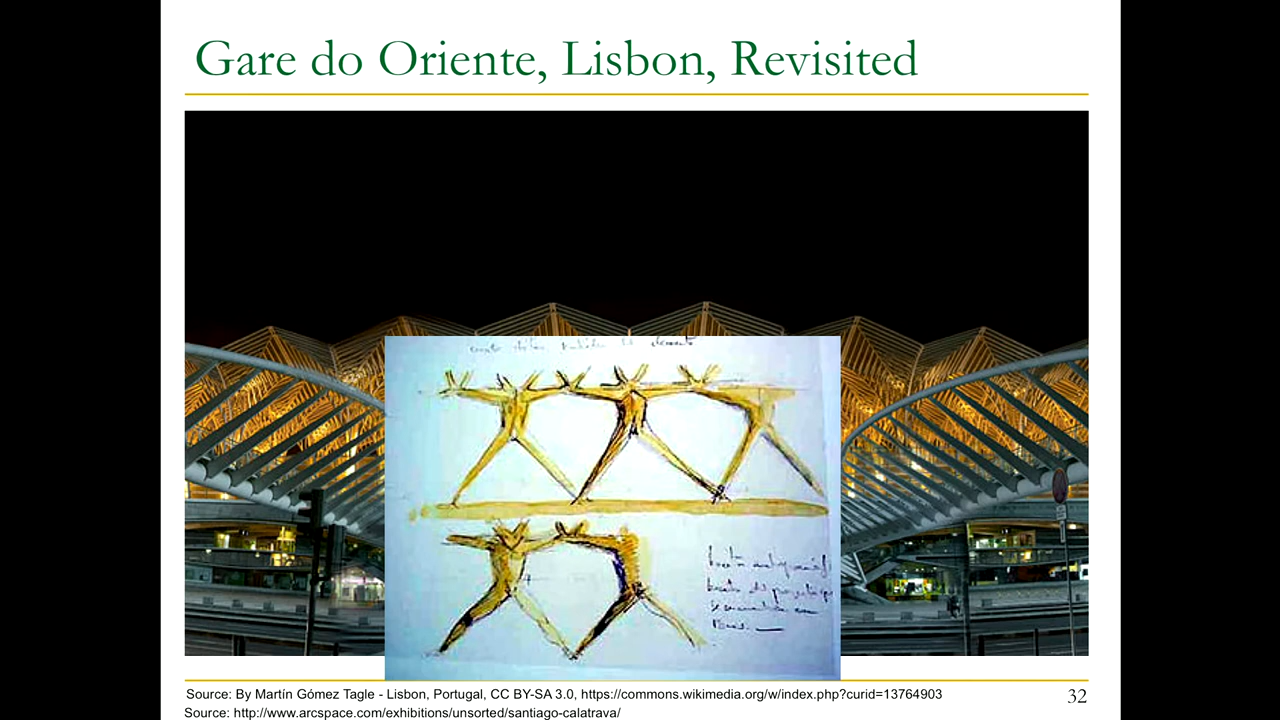 Gare do Oriente, Lisbon, Revisited
Source: By Martín Gómez Tagle - Lisbon, Portugal, CC BY-SA 3.0, https://commons.wikimedia.org/w/index.php?curid=13764903
32
Source: http://www.arcspace.com/exhibitions/unsorted/santiago-calatrava/